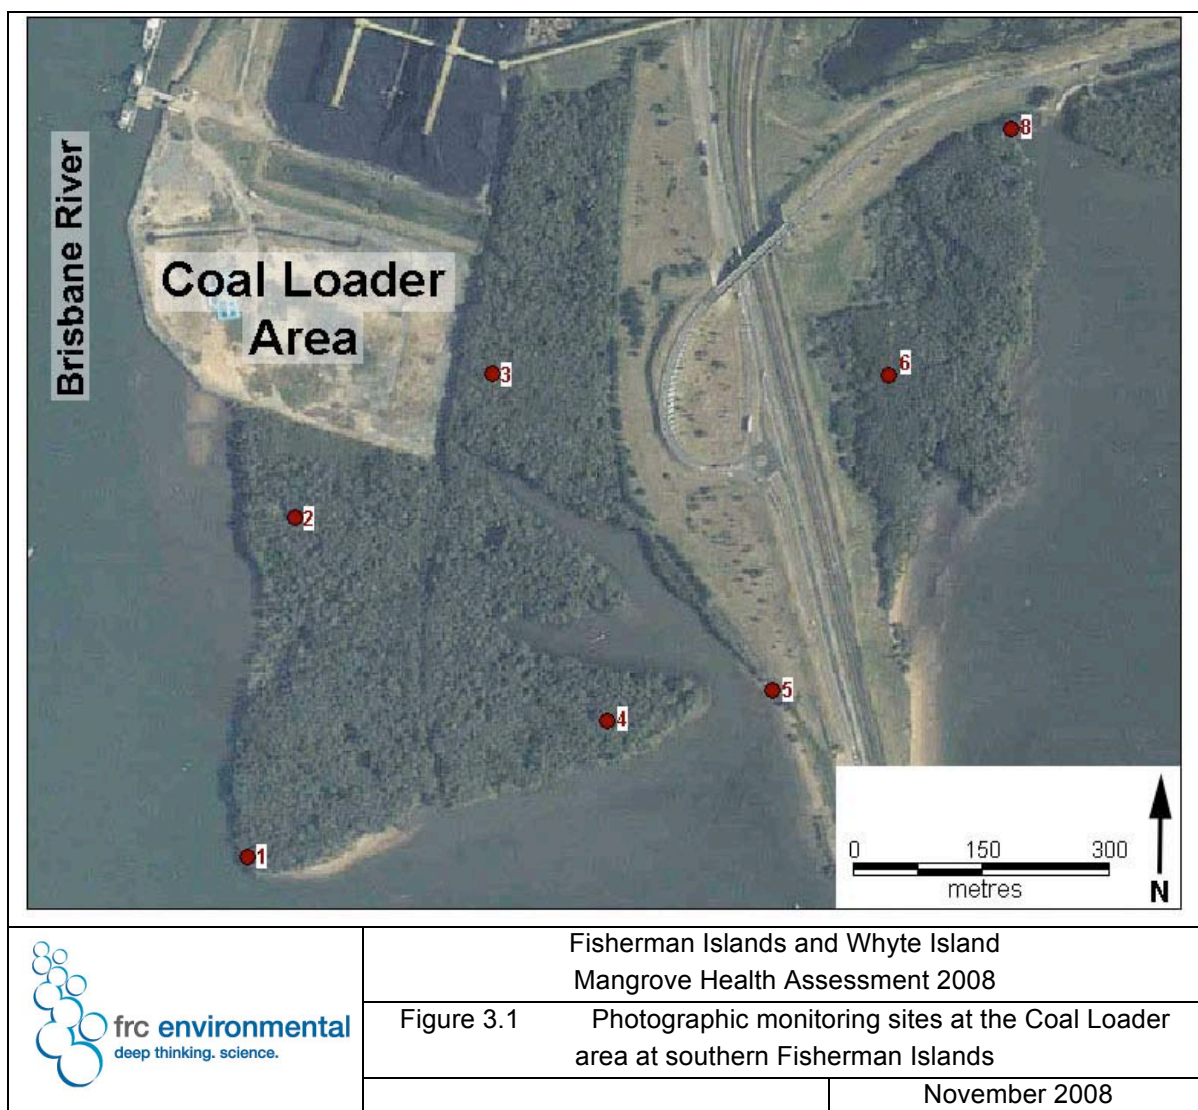 Brisbane River
Coal Loader
Area
8
6
3
2
5
4
1
0 150 300
metres
N
frc environmental
deep thinking. science.
Fisherman Islands and Whyte Island
Mangrove Health Assessment 2008
Figure 3.1 Photographic monitoring sites at the Coal Loader
area at southern Fisherman Islands
November 2008